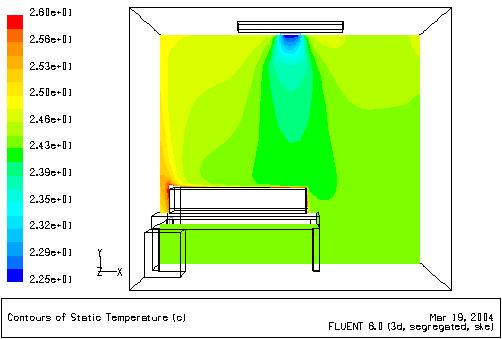 2.60e+01
2.56e+01
2.53e+01
2.50e+01
2.46e+01
2.43e+01
2.39e+01
2.35e+01
2.32e+01
2.29e+01
2.25e+01
Y
Z X
Contours of Static Temperature (c)
Mar 19, 2004
FLUENT 6.0 (3d, segregated, ske)